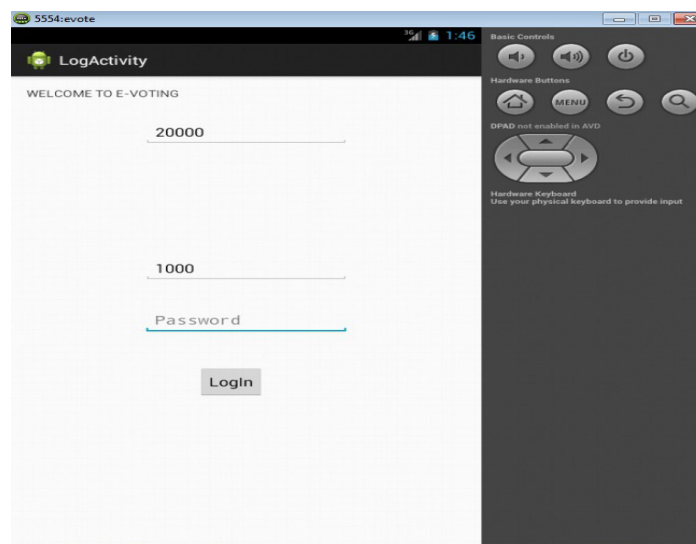 5554:evote
3G 1:46
LogActivity
WELCOME TO E-VOTING
20000
1000
Password
LogIn
Basic Controls
Hardware Buttons
MENU
DPAD not enabled in AVD
Hardware Keyboard
Use your physical keyboard to provide input